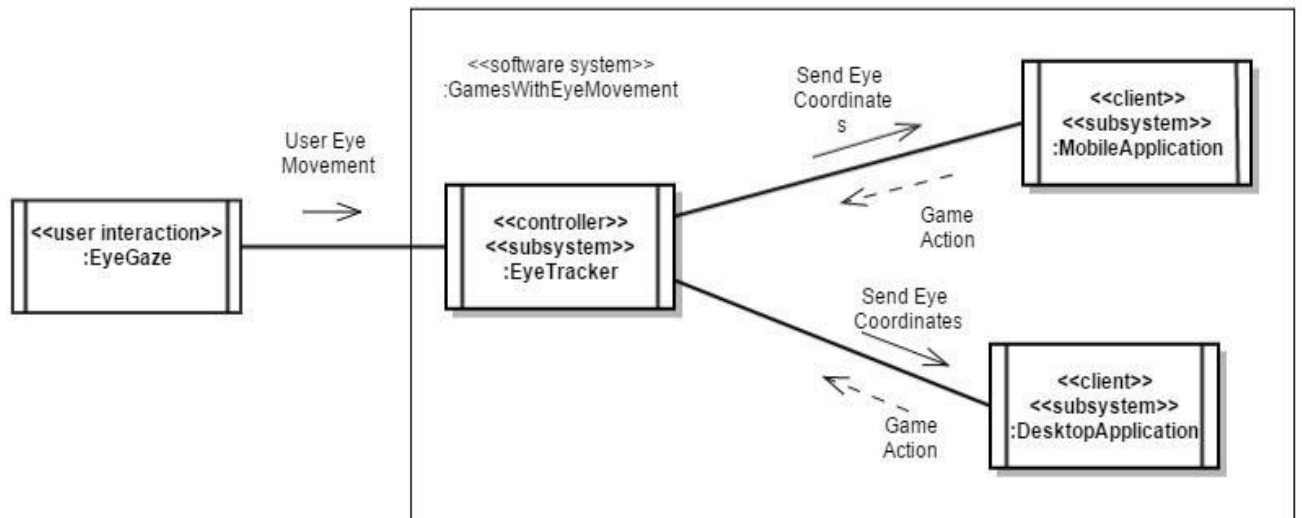 <<software system>>
:GamesWithEyeMovement
User Eye
Movement
<<user interaction>>
:EyeGaze
<<controller>>
<<subsystem>>
:EyeTracker
Send Eye
Coordinate
s
Game
Action
<<client>>
<<subsystem>>
:MobileApplication
Send Eye
Coordinates
Game
Action
<<client>>
<<subsystem>>
:DesktopApplication